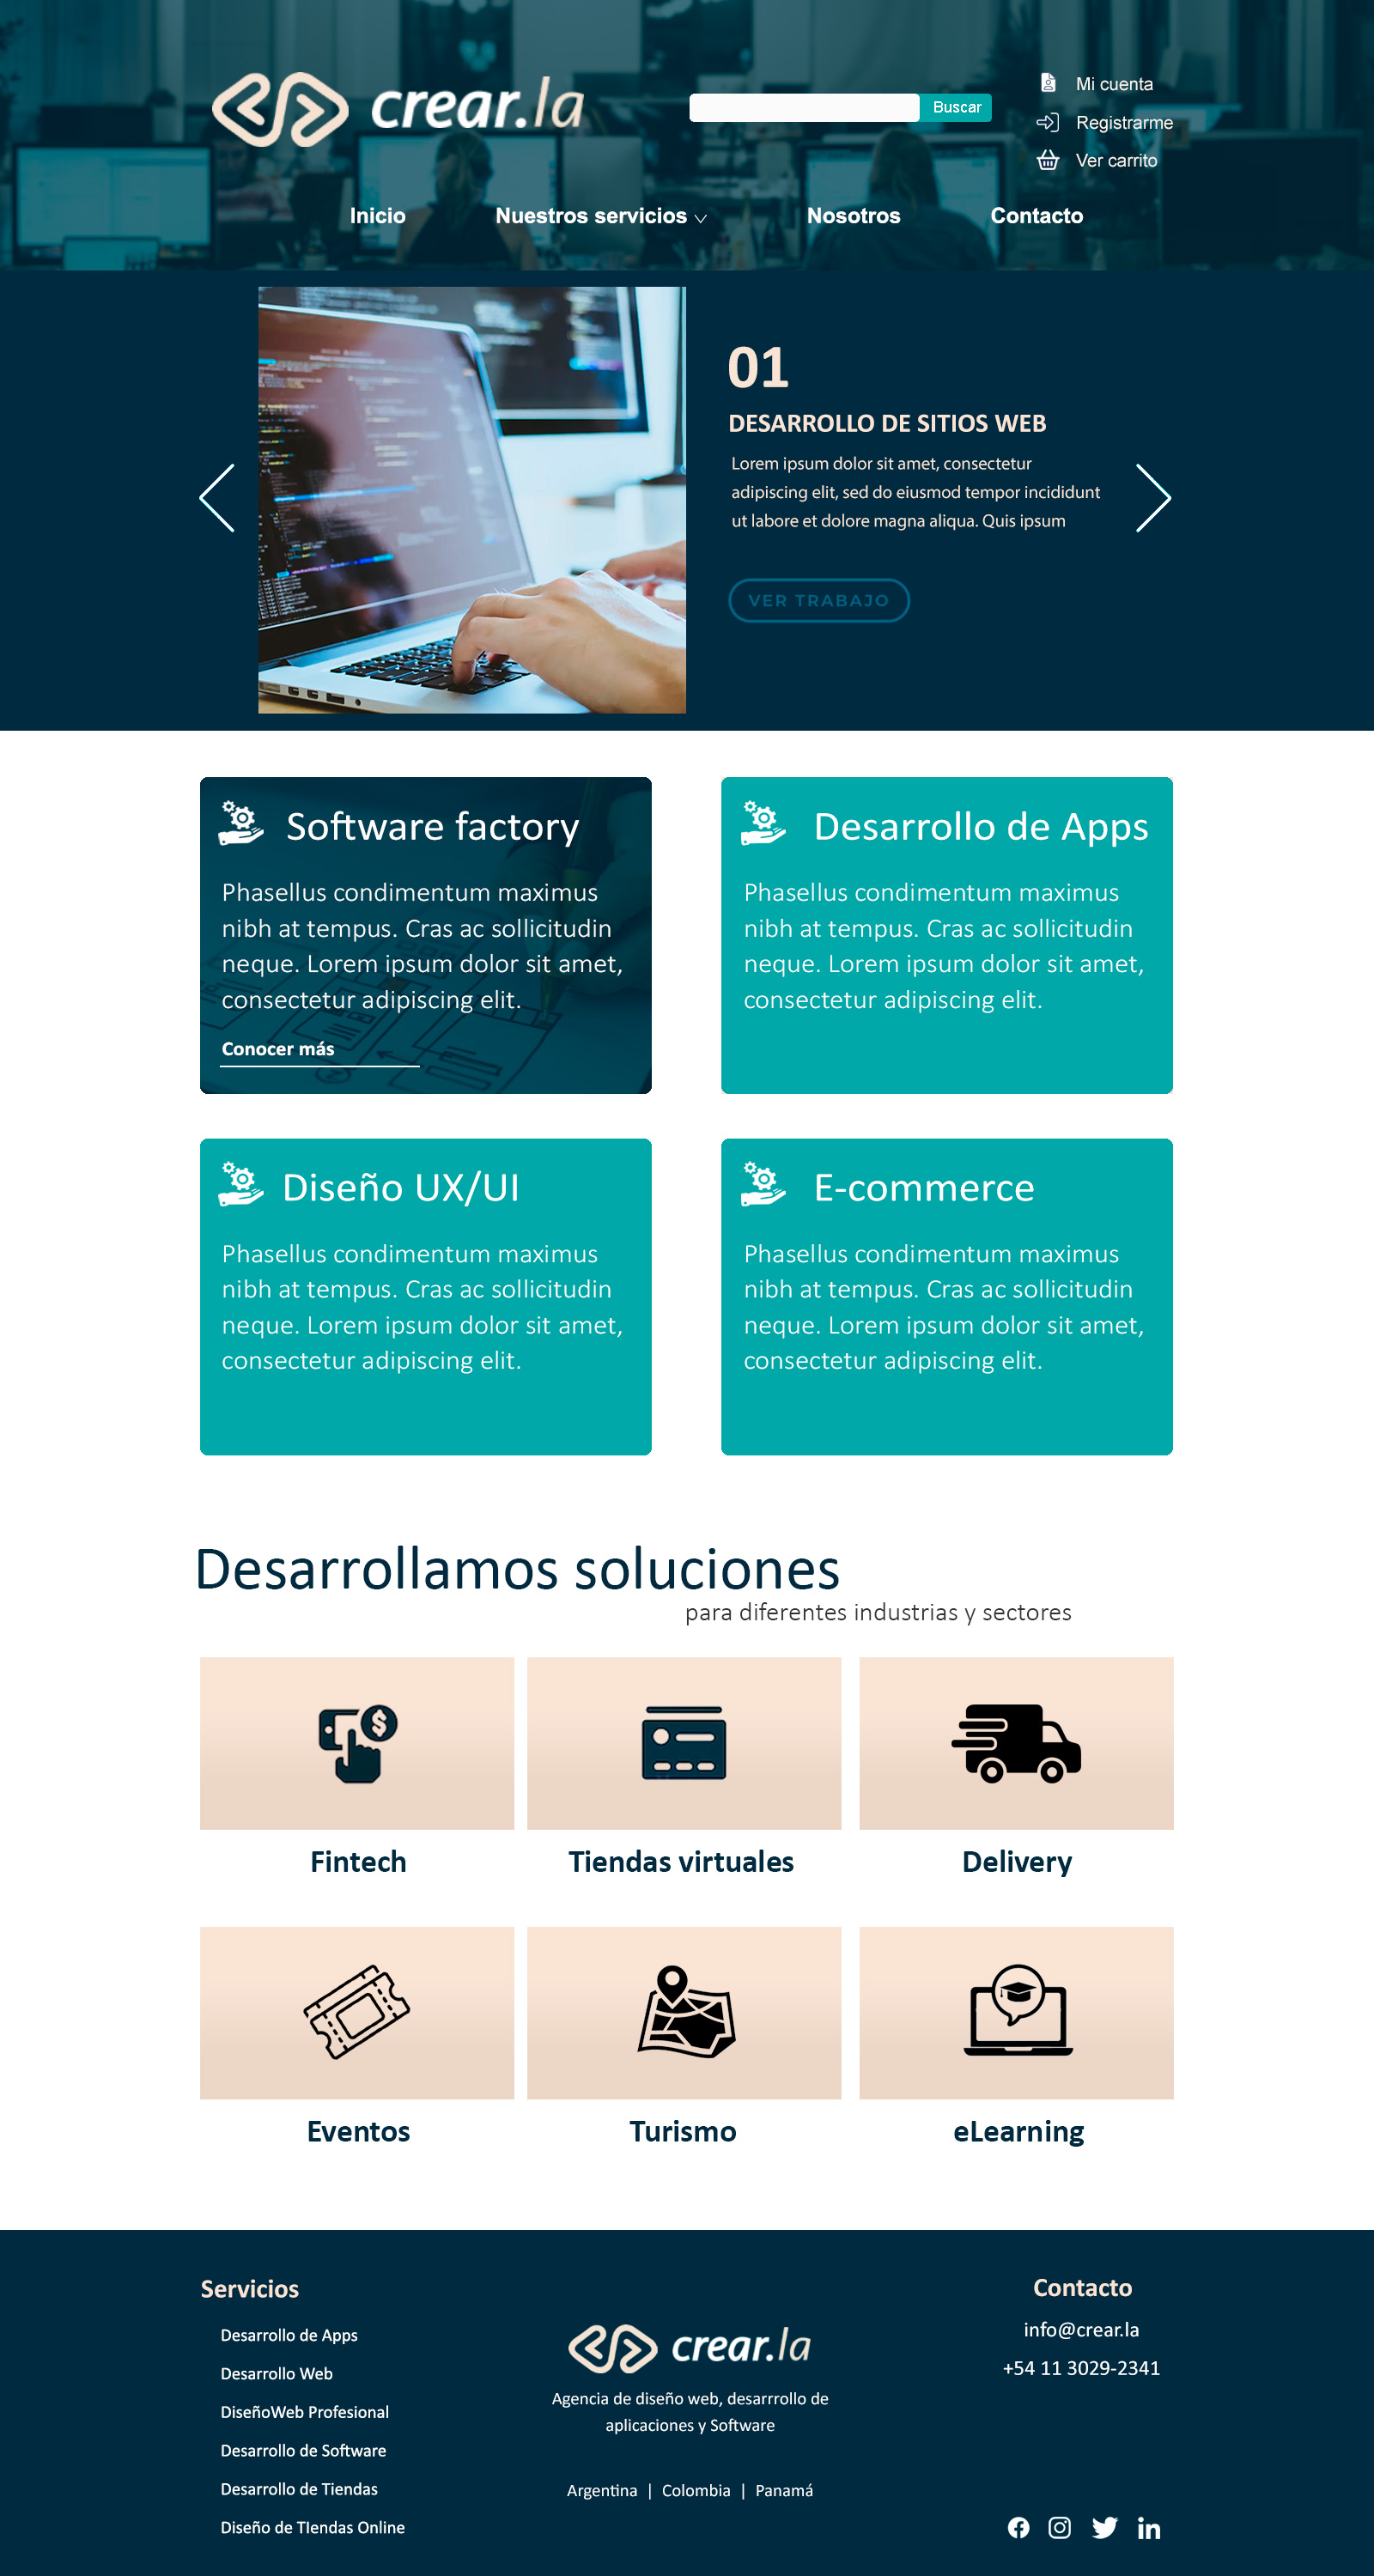 crear.la
Buscar
Mi cuenta
Registrarme
Ver carrito
Inicio
Nuestros servicios
Nosotros
Contacto
01
DESARROLLO DE SITIOS WEB
Lorem ipsum dolor sit amet, consectetur
adipiscing elit, sed do eiusmod tempor incididunt
ut labore et dolore magna aliqua. Quis ipsum
VER TRABAJO
Software factory
Phasellus condimentum maximus
nibh at tempus. Cras ac sollicitudin
neque. Lorem ipsum dolor sit amet,
consectetur adipiscing elit.
Conocer más
Desarrollo de Apps
Phasellus condimentum maximus
nibh at tempus. Cras ac sollicitudin
neque. Lorem ipsum dolor sit amet,
consectetur adipiscing elit.
Diseño UX/UI
Phasellus condimentum maximus
nibh at tempus. Cras ac sollicitudin
neque. Lorem ipsum dolor sit amet,
consectetur adipiscing elit.
E-commerce
Phasellus condimentum maximus
nibh at tempus. Cras ac sollicitudin
neque. Lorem ipsum dolor sit amet,
consectetur adipiscing elit.
Desarrollamos soluciones
para diferentes industrias y sectores
Fintech
Tiendas virtuales
Delivery
Eventos
Turismo
eLearning
Servicios
Desarrollo de Apps
Desarrollo Web
DiseñoWeb Profesional
Desarrollo de Software
Desarrollo de Tiendas
Diseño de TIendas Online
crear.la
Agencia de diseño web, desarrrollo de
aplicaciones y Software
Argentina | Colombia | Panamá
Contacto
info@crear.la
+54 11 3029-2341